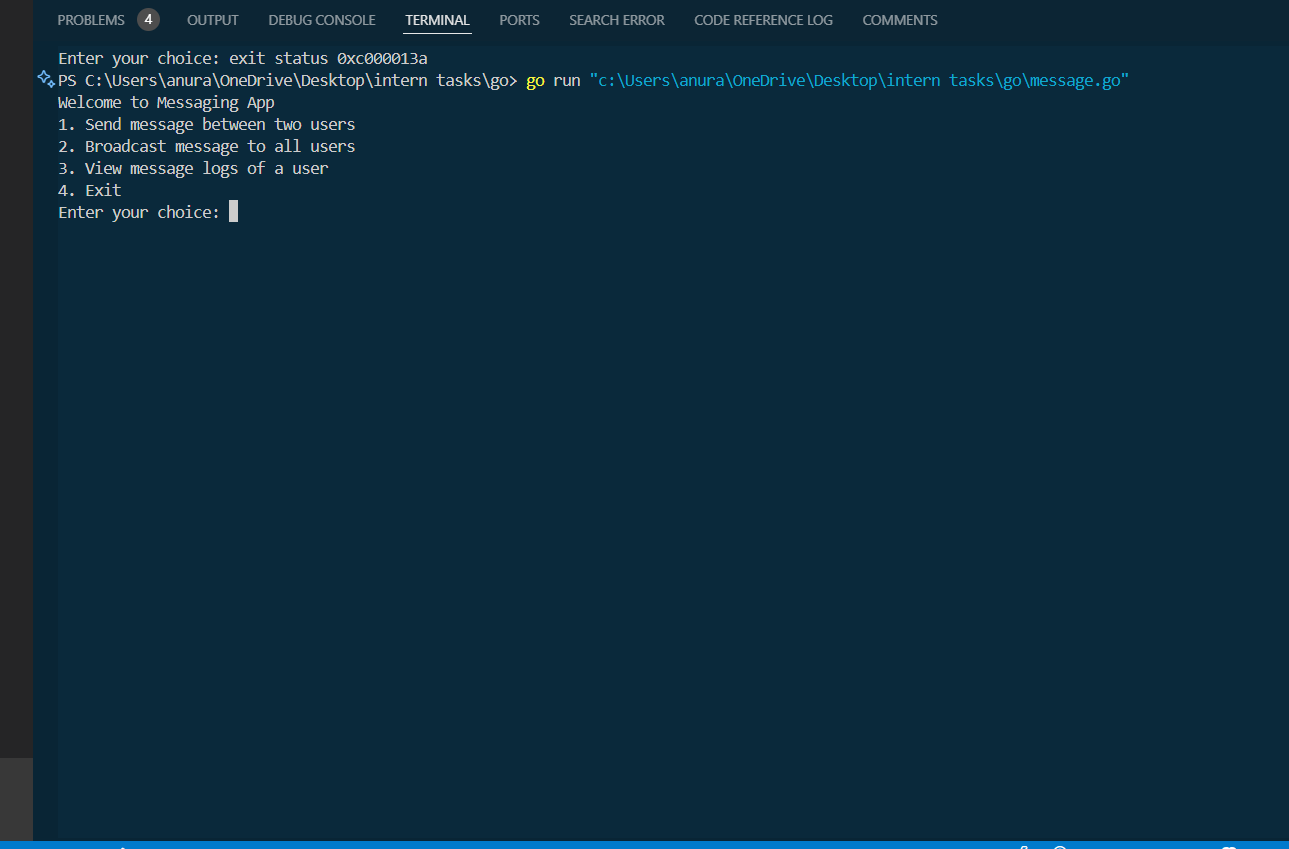 PROBLEMS 4 OUTPUT DEBUG CONSOLE TERMINAL PORTS SEARCH ERROR CODE REFERENCE LOG COMMENTS
Enter your choice: exit status 0xc000013a
PS C:\Users\anura\OneDrive\Desktop\intern tasks\go> go run "c:\Users\anura\OneDrive\Desktop\intern tasks\go\message.go"
Welcome to Messaging App
1. Send message between two users
2. Broadcast message to all users
3. View message logs of a user
4. Exit
Enter your choice: